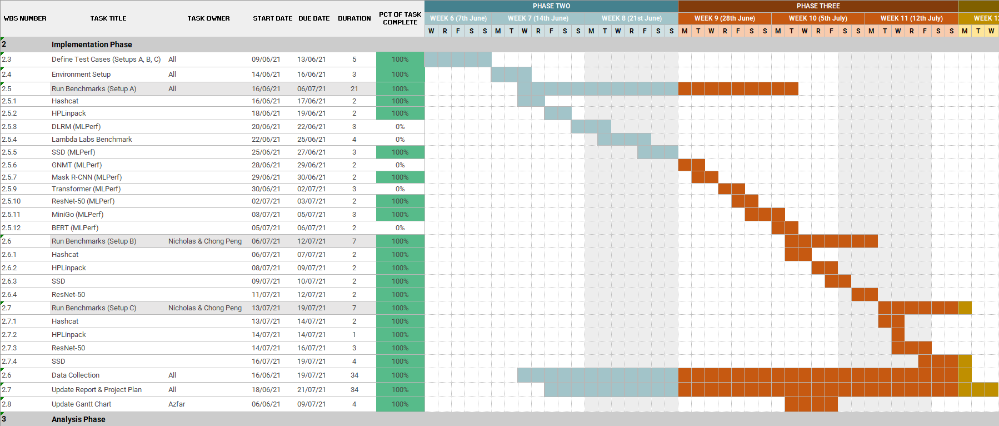 PHASE TWO PHASE THREE
WBS NUMBER TASK TITLE TASK OWNER START DATE DUE DATE DURATION PCT OF TASK COMPLETE WEEK 6 (7th June) WEEK 7 (14th June) WEEK 8 (21st June) WEEK 9 (28th June) WEEK 10 (5th July) WEEK 11 (12th July) WEEK
W R F S S M T W R F S S M T W R F S S M T W R F S S M T W R F S S M T W R F S S M T W
2 Implementation Phase
2.3 Define Test Cases (Setups A, B, C) All 09/06/21 13/06/21 5 100%
2.4 Environment Setup All 14/06/21 16/06/21 3 100%
2.5 Run Benchmarks (Setup A) All 16/06/21 06/07/21 21 100%
2.5.1 Hashcat 16/06/21 17/06/21 2 100%
2.5.2 HPLinpack 18/06/21 19/06/21 2 100%
2.5.3 DLRM (MLPerf) 20/06/21 22/06/21 3 0%
2.5.4 Lambda Labs Benchmark 22/06/21 25/06/21 4 0%
2.5.5 SSD (MLPerf) 25/06/21 27/06/21 3 100%
2.5.6 GNMT (MLPerf) 28/06/21 29/06/21 2 0%
2.5.7 Mask R-CNN (MLPerf) 29/06/21 30/06/21 2 100%
2.5.9 Transformer (MLPerf) 30/06/21 02/07/21 3 0%
2.5.10 ResNet-50 (MLPerf) 02/07/21 03/07/21 2 100%
2.5.11 MiniGo (MLPerf) 03/07/21 05/07/21 3 100%
2.5.12 BERT (MLPerf) 05/07/21 06/07/21 2 0%
2.6 Run Benchmarks (Setup B) Nicholas & Chong Peng 06/07/21 12/07/21 7 100%
2.6.1 Hashcat 06/07/21 07/07/21 2 100%
2.6.2 HPLinpack 08/07/21 09/07/21 2 100%
2.6.3 SSD 09/07/21 10/07/21 2 100%
2.6.4 ResNet-50 11/07/21 12/07/21 2 100%
2.7 Run Benchmarks (Setup C) Nicholas & Chong Peng 13/07/21 19/07/21 7 100%
2.7.1 Hashcat 13/07/21 14/07/21 2 100%
2.7.2 HPLinpack 14/07/21 14/07/21 1 100%
2.7.3 ResNet-50 14/07/21 16/07/21 3 100%
2.7.4 SSD 16/07/21 19/07/21 4 100%
2.6 Data Collection All 16/06/21 19/07/21 34 100%
2.7 Update Report & Project Plan All 18/06/21 21/07/21 34 100%
2.8 Update Gantt Chart Azfar 06/06/21 09/07/21 4 100%
3 Analysis Phase